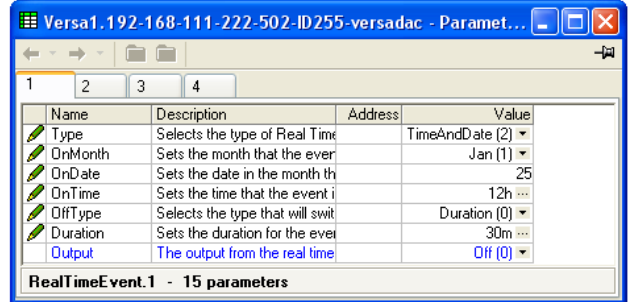 Versa1.192-168-111-222-502-ID255-versadac - Paramet...
1 2 3 4
Name Description Address Value
Type Selects the type of Real Time TimeAndDate (2)
OnMonth Sets the month that the even Jan (1)
OnDate Sets the date in the month th 25
OnTime Sets the time that the event i 12h ...
OffType Selects the type that will swit Duration (0)
Duration Sets the duration for the even 30m ...
Output The output from the real time Off (0)
RealTimeEvent.1 - 15 parameters